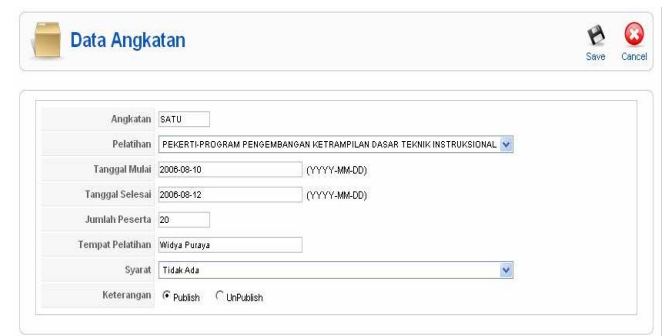 Data Angkatan
Save Cancel
Angkatan SATU
Pelatihan PEKERTI-PROGRAM PENGEMBANGAN KETRAMPILAN DASAR TEKNIK INSTRUKSIONAL
Tanggal Mulai 2006-08-10 (YYYY-MM-DD)
Tanggal Selesai 2006-08-12 (YYYY-MM-DD)
Jumlah Peserta 20
Tempat Pelatihan Widya Puraya
Syarat Tidak Ada
Keterangan Publish UnPublish